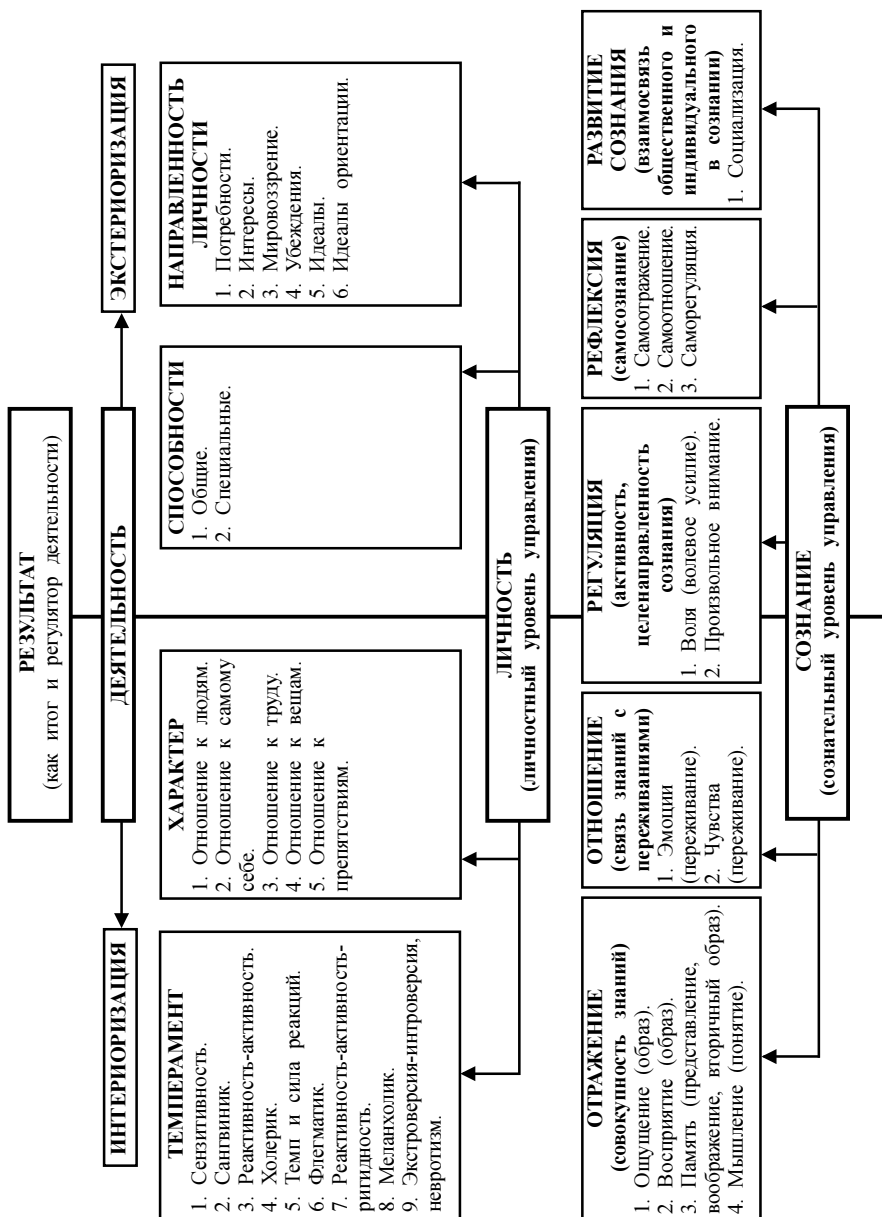 РЕЗУЛЬТАТ
(как итог и регулятор деятельности)
ИНТЕРИОРИЗАЦИЯ
ДЕЯТЕЛЬНОСТЬ
ЭКСТЕРИОРИЗАЦИЯ
ТЕМПЕРАМЕНТ
1. Сензитивность.
2. Сангвиник.
3. Реактивность-активность.
4. Холерик.
5. Темп и сила реакций.
6. Флегматик.
7. Реактивность-активность-
ригидность.
8. Меланхолик.
9. Экстроверсия-интроверсия,
невротизм.
ХАРАКТЕР
1. Отношение к людям.
2. Отношение к самому
себе.
3. Отношение к труду.
4. Отношение к вещам.
5. Отношение к
препятствиям.
СПОСОБНОСТИ
1. Общие.
2. Специальные.
НАПРАВЛЕННОСТЬ
ЛИЧНОСТИ
1. Потребности.
2. Интересы.
3. Мировоззрение.
4. Убеждения.
5. Идеалы.
6. Идеалы ориентации.
ЛИЧНОСТЬ
(личностный уровень управления)
ОТРАЖЕНИЕ
(совокупность знаний)
1. Ощущение (образ).
2. Восприятие (образ).
3. Память (представление,
воображение, вторичный образ).
4. Мышление (понятие).
ОТНОШЕНИЕ
(связь знаний с
переживаниями)
1. Эмоции
(переживание).
2. Чувства
(переживание).
РЕГУЛЯЦИЯ
(активность,
целенаправленность
сознания)
1. Воля (волевое усилие).
2. Произвольное внимание.
РЕФЛЕКСИЯ
(самосознание)
1. Самоотражение.
2. Самоотношение.
3. Саморегуляция.
РАЗВИТИЕ
СОЗНАНИЯ
(взаимосвязь
общественного и
индивидуального
в сознании)
1. Социализация.
СОЗНАНИЕ
(сознательный уровень управления)